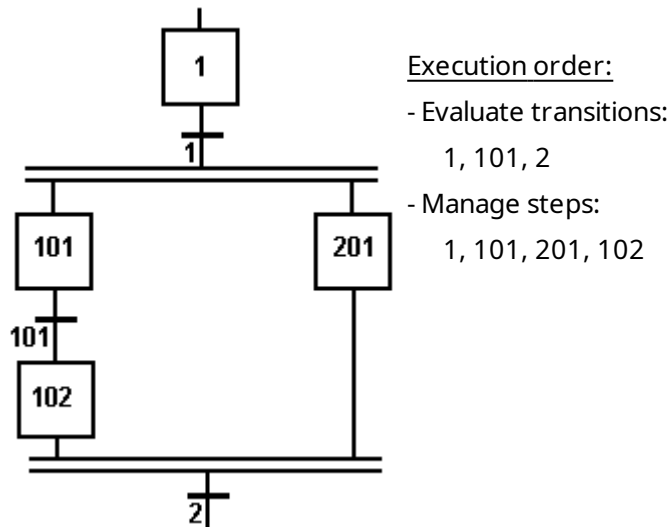 1
1
101
201
101
102
2
Execution order:
- Evaluate transitions:
1, 101, 2
- Manage steps:
1, 101, 201, 102